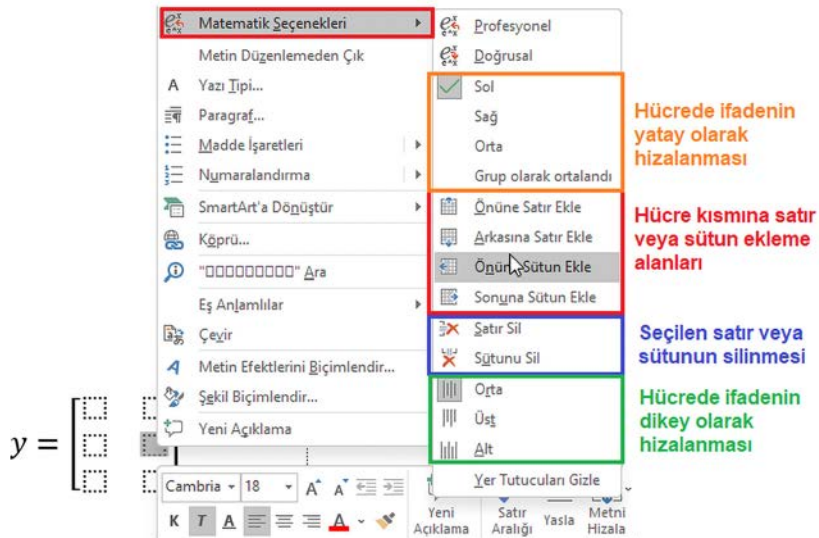 Matematik Seçenekleri
Metin Düzenlemeden Çık
A Yazı Tipi...
Paragraf...
Madde İşaretleri
Numaralandırma
SmartArt'a Dönüştür
Köprü...
"□□□□□□□□□" Ara
Eş Anlamlılar
Çevir
Metin Efektlerini Biçimlendir...
Şekil Biçimlendir...
Yeni Açıklama
Profesyonel
Doğrusal
Sol
Sağ
Orta
Grup olarak ortalandı
Önüne Satır Ekle
Arkasına Satır Ekle
Sütun Ekle
Sonuna Sütun Ekle
Satır Sil
Sütunu Sil
Orta
Üst
Alt
Yer Tutucuları Gizle
Hücrede ifadenin
yatay olarak
hizalanması
Hücre kısmına satır
veya sütun ekleme
alanları
Seçilen satır veya
sütunun silinmesi
Hücrede ifadenin
dikey olarak
hizalanması
y =
Cambria 18 A A
K T A A
Yeni
Açıklama
Satır
Aralığı
Yasla
Metni
Hizala